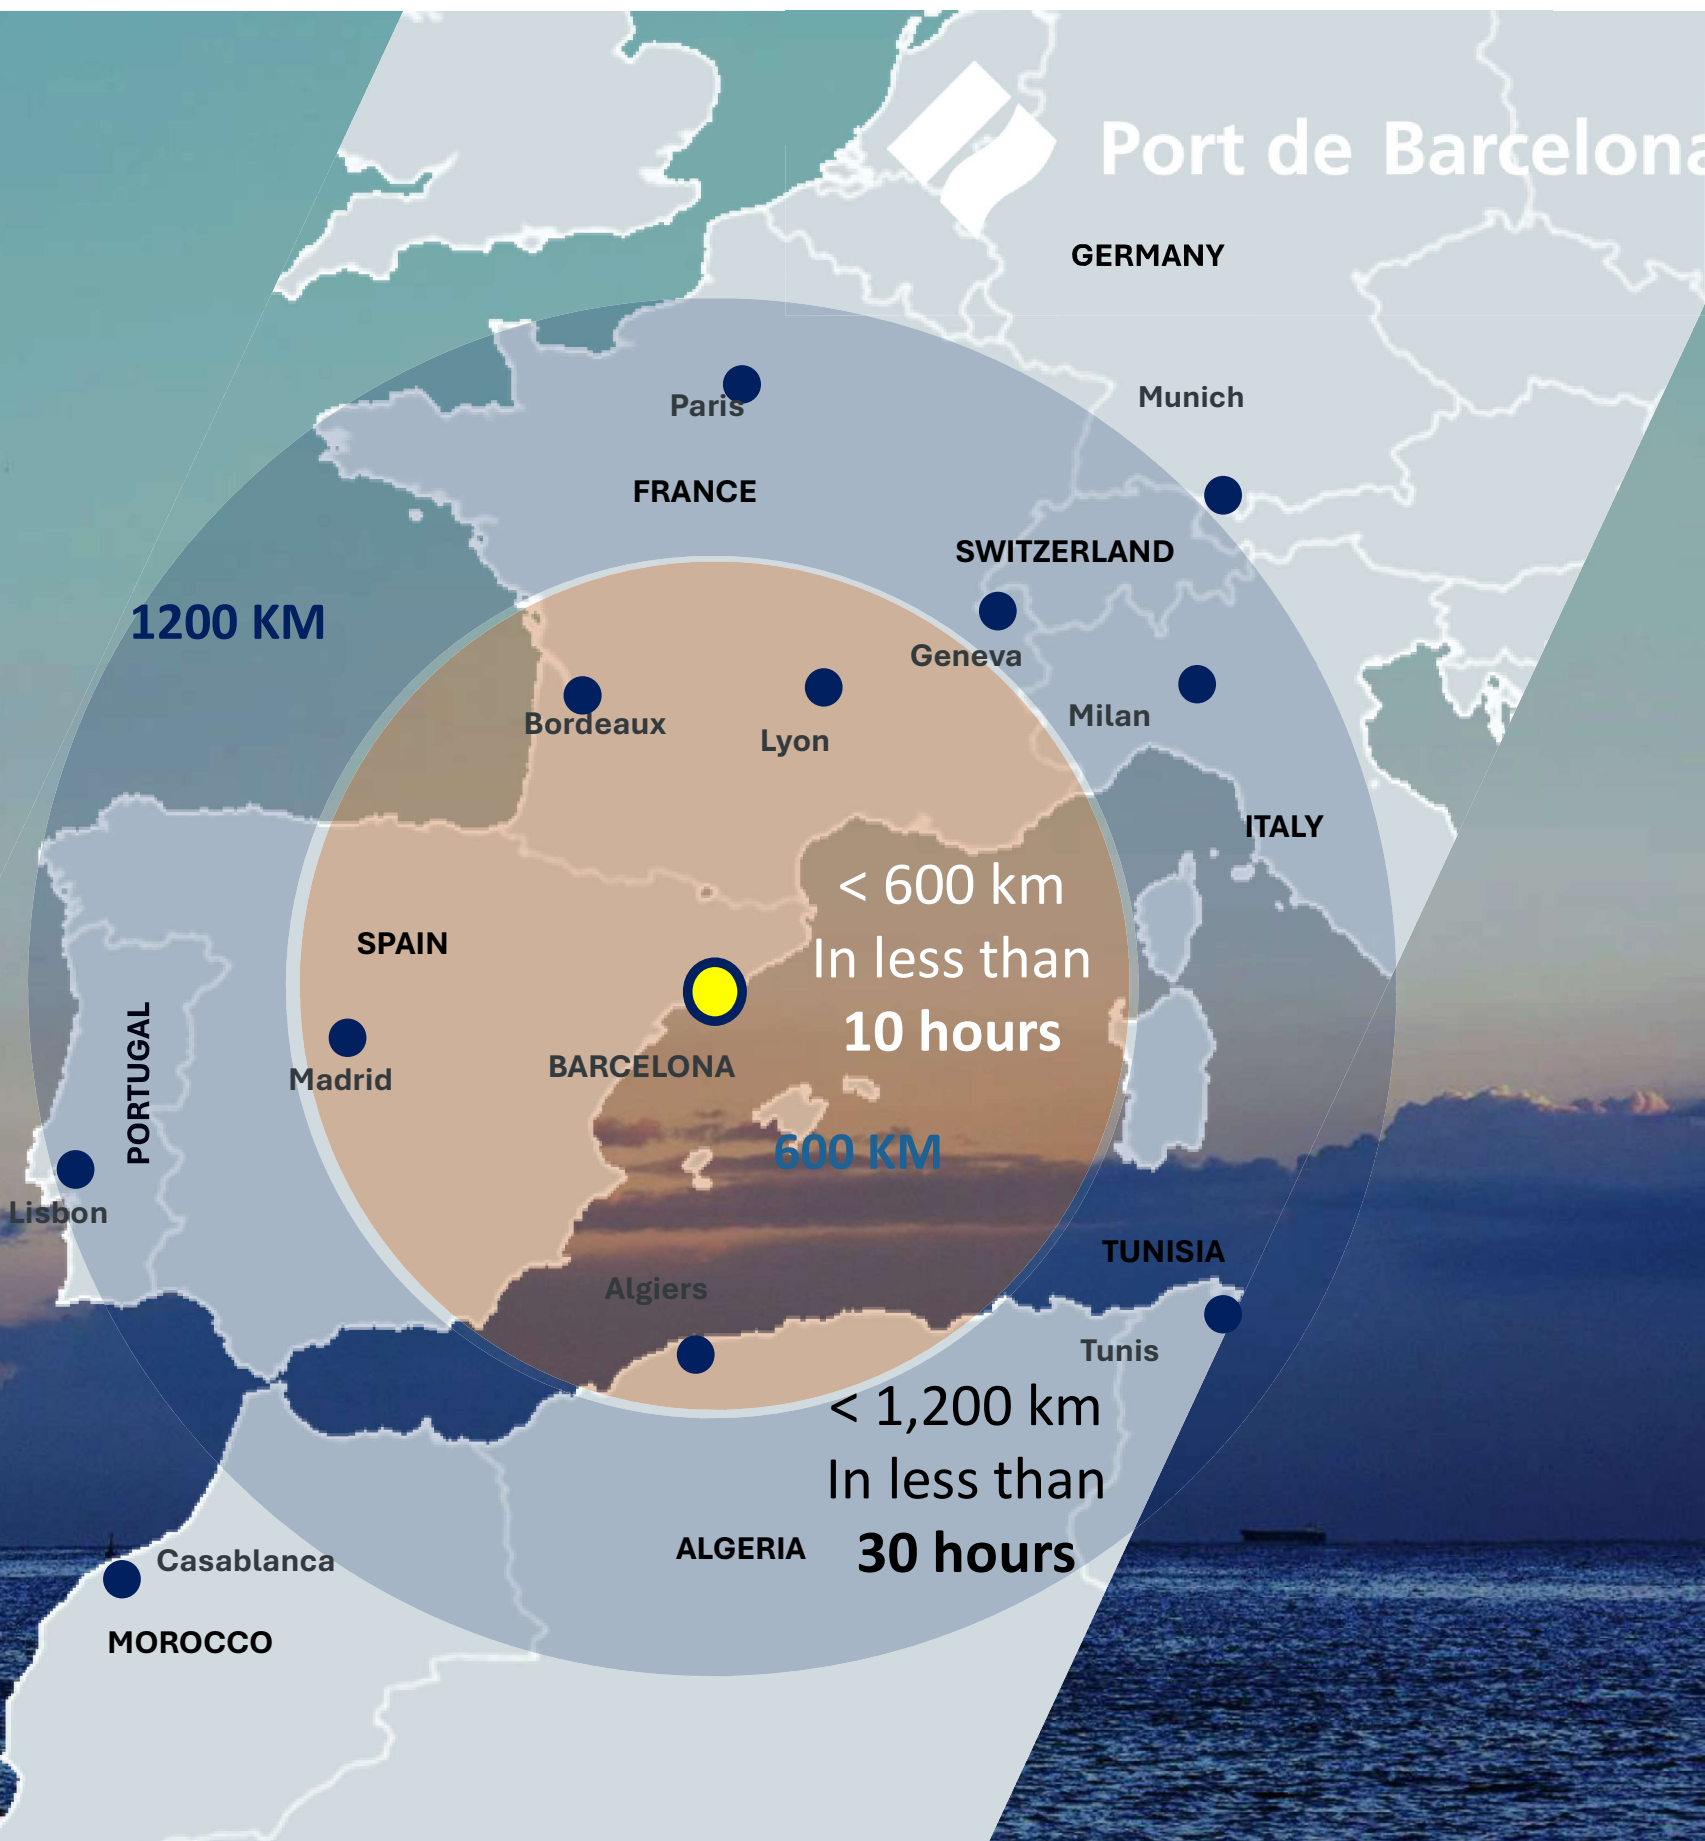 Port de Barcelona
GERMANY
Munich
Paris
FRANCE
SWITZERLAND
1200 KM
Geneva
Milan
Bordeaux
Lyon
ITALY
< 600 km
In less than
10 hours
SPAIN
PORTUGAL
BARCELONA
Madrid
600 KM
Lisbon
TUNISIA
Algiers
Tunis
< 1,200 km
In less than
30 hours
ALGERIA
Casablanca
MOROCCO